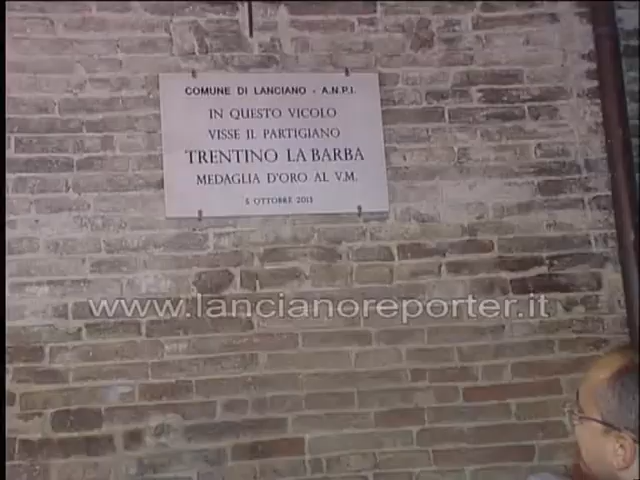 COMUNE DI LANCIANO - A.N.P.I.
IN QUESTO VICOLO
VISSE IL PARTIGIANO
TRENTINO LA BARBA
MEDAGLIA D'ORO AL V.M.
5 OTTOBRE 2013
www.lancianoreporter.it